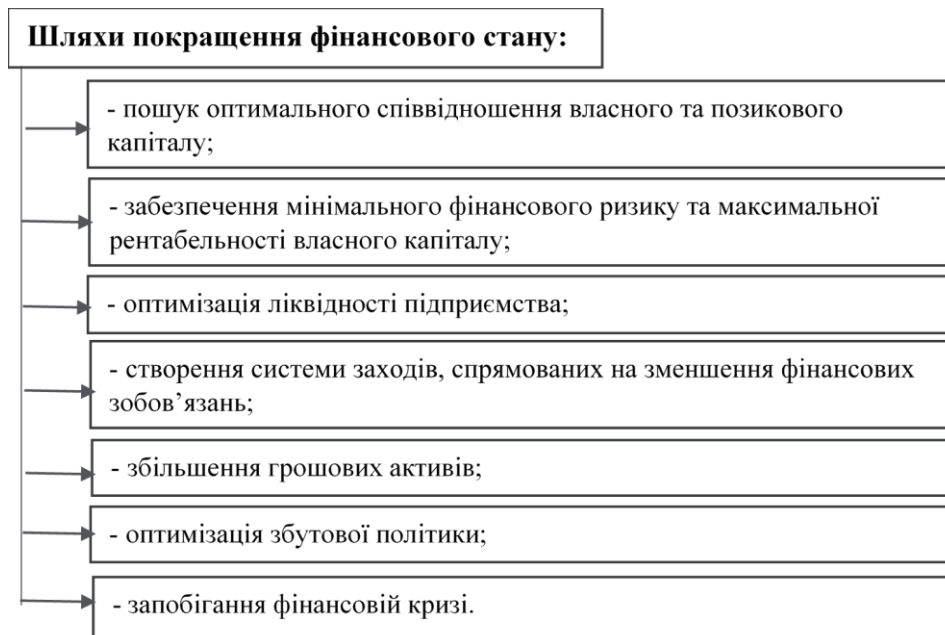 Шляхи покращення фінансового стану:
- пошук оптимального співвідношення власного та позикового
капіталу;
- забезпечення мінімального фінансового ризику та максимальної
рентабельності власного капіталу;
- оптимізація ліквідності підприємства;
- створення системи заходів, спрямованих на зменшення фінансових
зобов’язань;
- збільшення грошових активів;
- оптимізація збутової політики;
- запобігання фінансовій кризі.